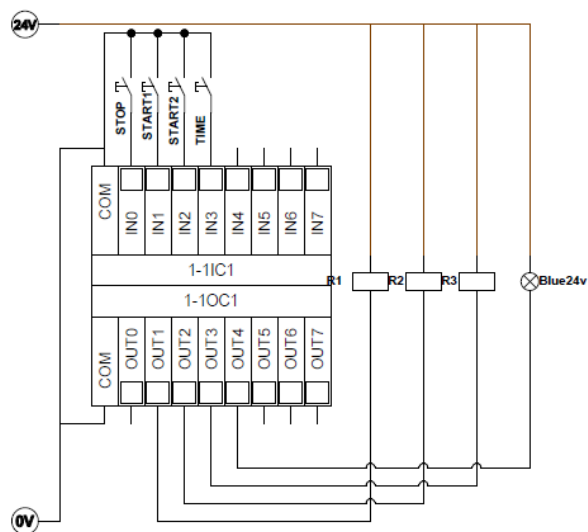 24V
STOP
START1
START2
TIME
COM
IN0
IN1
IN2
IN3
IN4
IN5
IN6
IN7
1-1IC1
1-1OC1
R1
R2
R3
Blue24v
COM
OUT0
OUT1
OUT2
OUT3
OUT4
OUT5
OUT6
OUT7
0V